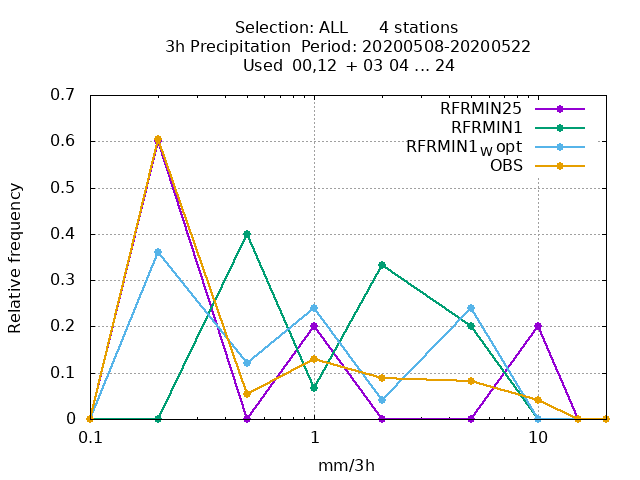 Selection: ALL      4 stations
3h Precipitation  Period: 20200508-20200522
Used  00,12  + 03 04 ... 24
RFRMIN25
RFRMIN1
RFRMIN1W opt
OBS
0.7
0.6
0.5
0.4
0.3
0.2
0.1
0
Relative frequency
0.1
1
10
mm/3h